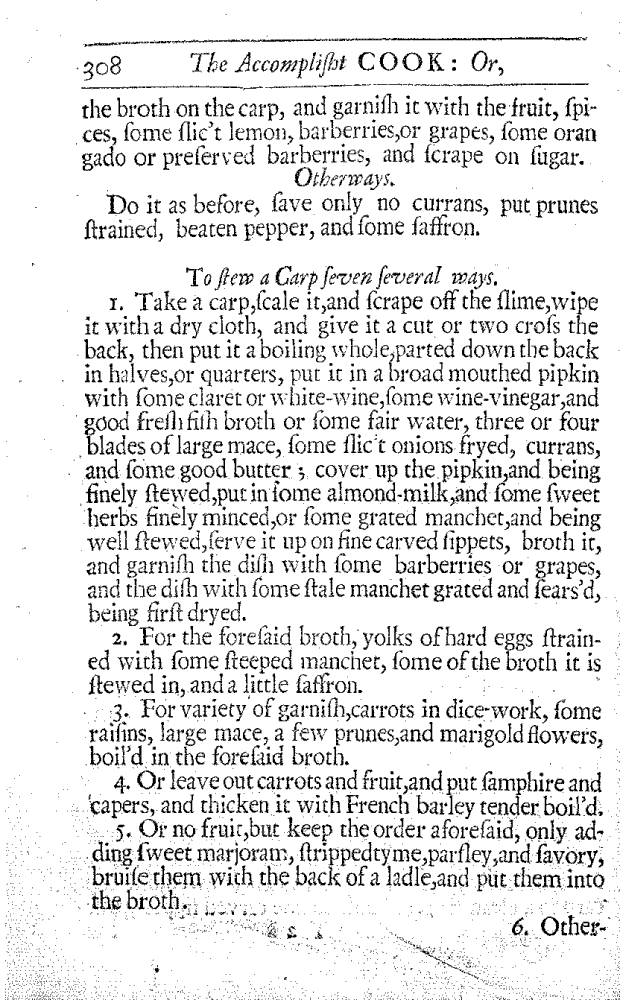 308 The Accompliſht COOK: Or,
the broth on the carp, and garniſh it with the fruit, ſpi-
ces, ſome ſlic't lemon, barberries,or grapes, ſome oran
gado or preſerved barberries, and ſcrape on ſugar.
Otherways.
Do it as before, ſave only no currans, put prunes
ſtrained, beaten pepper, and ſome ſaffron.
To ſtew a Carp ſeven ſeveral ways.
1. Take a carp,ſcale it,and ſcrape off the ſlime,wipe
it with a dry cloth, and give it a cut or two croſs the
back, then put it a boiling whole,parted down the back
in halves,or quarters, put it in a broad mouthed pipkin
with ſome claret or white-wine,ſome wine-vinegar,and
good freſh fiſh broth or ſome fair water, three or four
blades of large mace, ſome ſlic't onions fryed, currans,
and ſome good butter ; cover up the pipkin,and being
finely ſtewed,put in ſome almond-milk,and ſome ſweet
herbs finely minced,or ſome grated manchet,and being
well ſtewed,ſerve it up on fine carved ſippets, broth it,
and garniſh the diſh with ſome barberries or grapes,
and the diſh with ſome ſtale manchet grated and ſears'd,
being firſt dryed.
2. For the foreſaid broth, yolks of hard eggs ſtrain-
ed with ſome ſteeped manchet, ſome of the broth it is
ſtewed in, and a little ſaffron.
3. For variety of garniſh,carrots in dice-work, ſome
raiſins, large mace, a few prunes,and marigold flowers,
boil'd in the foreſaid broth.
4. Or leave out carrots and fruit,and put ſamphire and
capers, and thicken it with French barley tender boil'd.
5. Or no fruit,but keep the order aforeſaid, only ad-
ding ſweet marjoram, ſtripped tyme,parſley,and ſavory,
bruiſe them with the back of a ladle,and put them into
the broth.
6. Other-